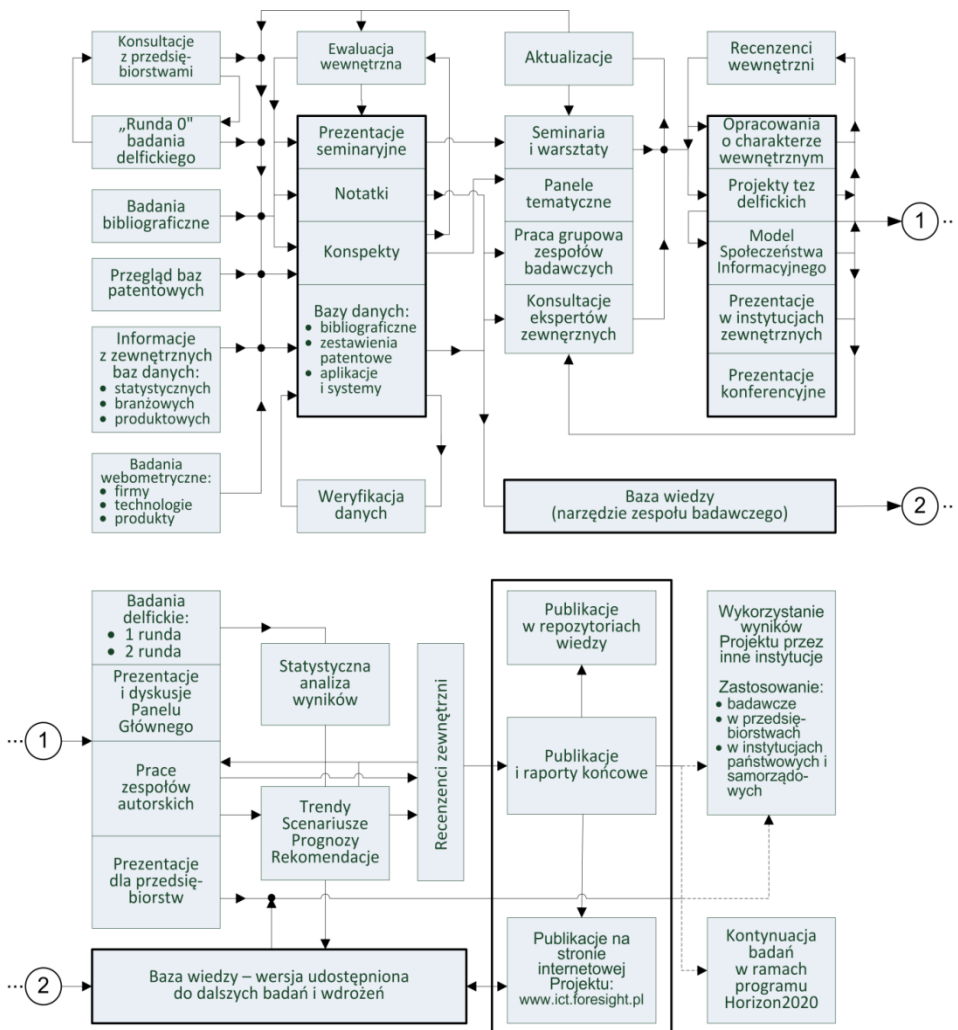 Konsultacje
z przedsię-
biorstwami
„Runda 0"
badania
delfickiego
Badania
bibliograficzne
Przegląd baz
patentowych
Informacje
z zewnętrznych
baz danych:
● statystycznych
● branżowych
● produktowych
Badania
webometryczne:
● firmy
● technologie
● produkty
Ewaluacja
wewnętrzna
Prezentacje
seminaryjne
Notatki
Konspekty
Bazy danych:
● bibliograficzne
● zestawienia
patentowe
● aplikacje
i systemy
Weryfikacja
danych
Aktualizacje
Seminaria
i warsztaty
Panele
tematyczne
Praca grupowa
zespołów
badawczych
Konsultacje
ekspertów
zewnęrznych
Recenzenci
wewnętrzni
Opracowania
o charakterze
wewnętrznym
Projekty tez
delfickich
Model
Społeczeństwa
Informacyjnego
Prezentacje
w instytucjach
zewnętrznych
Prezentacje
konferencyjne
1 ...
Baza wiedzy
(narzędzie zespołu badawczego)
2 ...
... 1
Badania
delfickie:
● 1 runda
● 2 runda
Prezentacje
i dyskusje
Panelu
Głównego
Prace
zespołów
autorskich
Prezentacje
dla przedsię-
biorstw
Statystyczna
analiza
wyników
Trendy
Scenariusze
Prognozy
Rekomendacje
Recenzenci zewnętrzni
Publikacje
w repozytoriach
wiedzy
Publikacje
i raporty końcowe
Publikacje na
stronie
internetowej
Projektu:
www.ict.foresight.pl
Wykorzystanie
wyników
Projektu przez
inne instytucje
Zastosowanie:
● badawcze
● w przedsię-
biorstwach
● w instytucjach
państwowych i
samorządo-
wych
Kontynuacja
badań
w ramach
programu
Horizon2020
... 2
Baza wiedzy – wersja udostępniona
do dalszych badań i wdrożeń